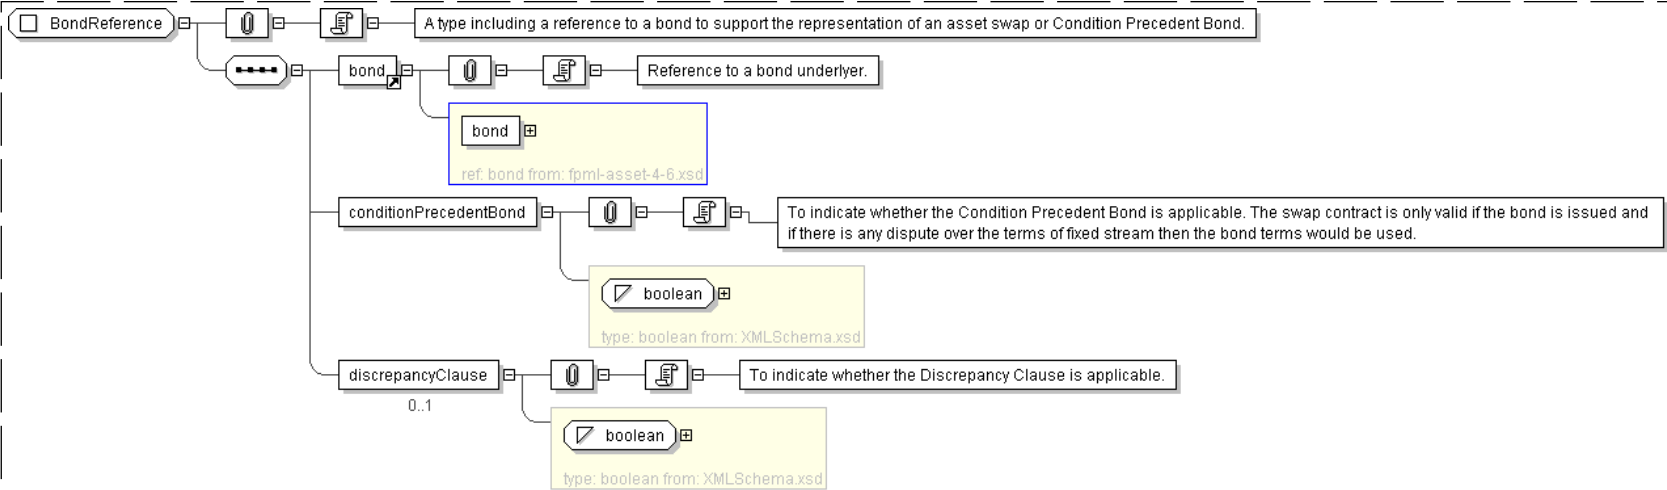 BondReference
A type including a reference to a bond to support the representation of an asset swap or Condition Precedent Bond.
bond
Reference to a bond underlyer.
bond
ref: bond from: fpml-asset-4-6.xsd
conditionPrecedentBond
To indicate whether the Condition Precedent Bond is applicable. The swap contract is only valid if the bond is issued and
if there is any dispute over the terms of fixed stream then the bond terms would be used.
boolean
type: boolean from: XMLSchema.xsd
discrepancyClause
To indicate whether the Discrepancy Clause is applicable.
0..1
boolean
type: boolean from: XMLSchema.xsd